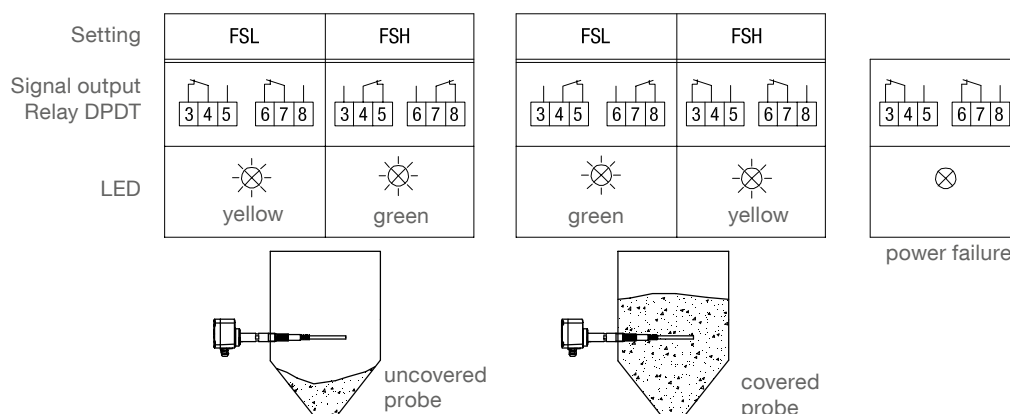 Setting FSL FSH FSL FSH
Signal output
Relay DPDT
3 4 5 6 7 8 3 4 5 6 7 8 3 4 5 6 7 8 3 4 5 6 7 8 3 4 5 6 7 8
LED
yellow green green yellow
power failure
uncovered
probe
covered
probe